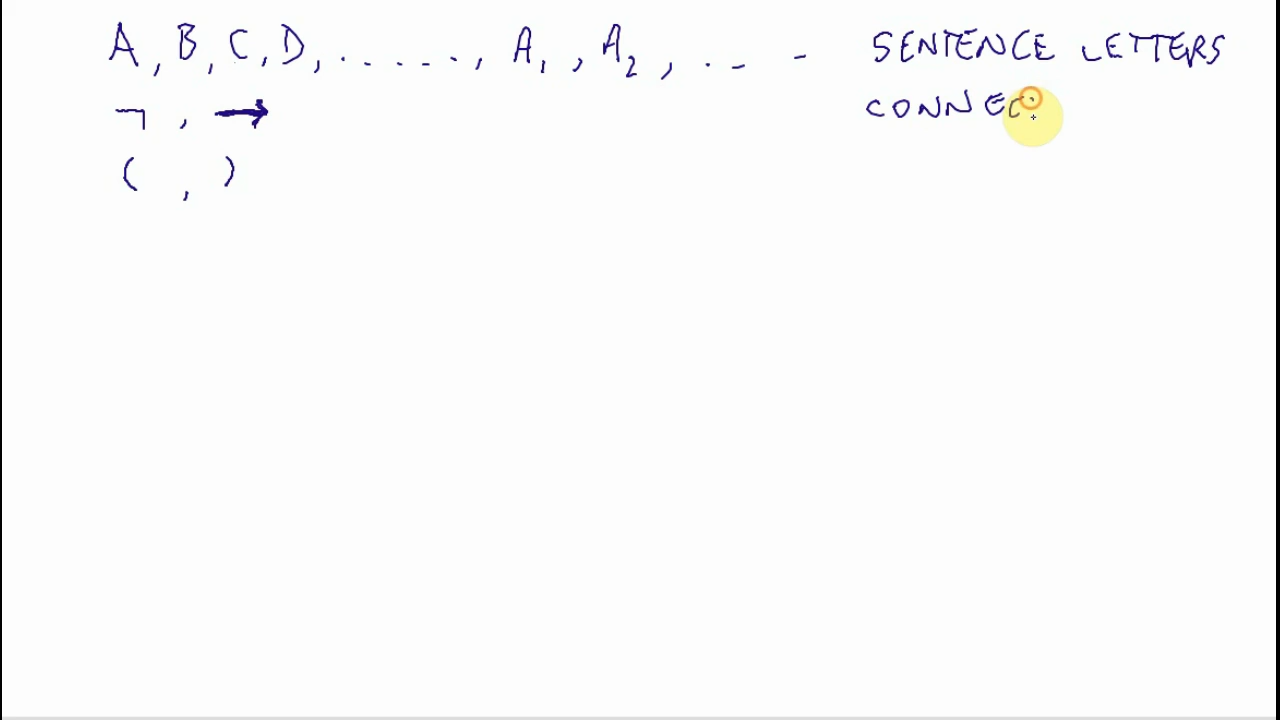 A, B, C, D, ......, A₁, A₂, ... SENTENCE LETTERS
¬, → CONNEC
( , )